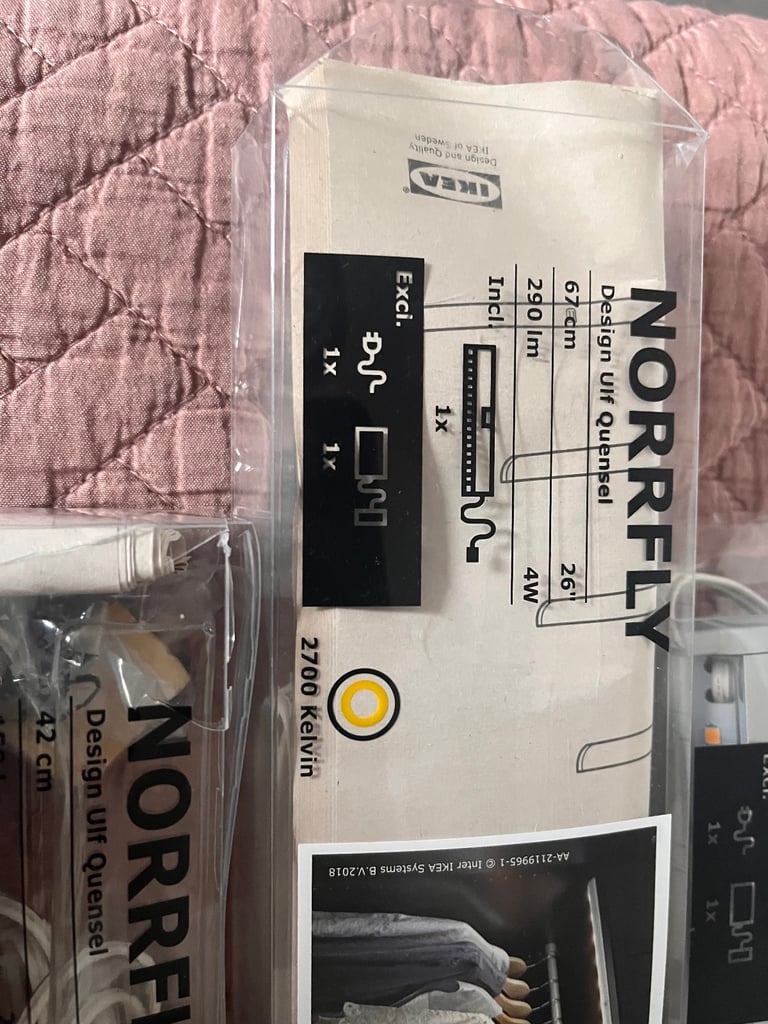 NORRFLY
Design Ulf Quensel
67 cm 26"
290 lm 4W
Incl.
1x
Excl.
1x 1x
2700 Kelvin
IKEA
®
Design and Quality
IKEA of Sweden
AA-2119965-1 © Inter IKEA Systems B.V.2018
NORRFL
Design Ulf Quensel
42 cm
Excl.
1x 1x